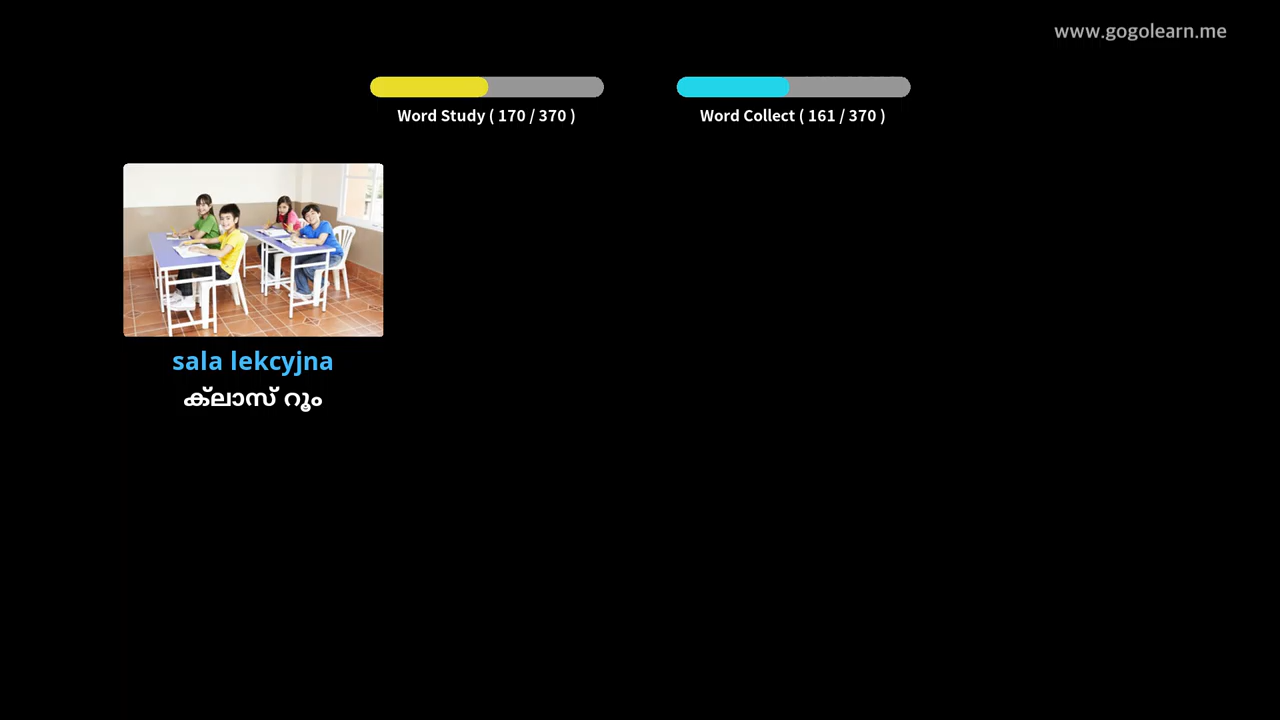 www.gogolearn.me
Word Study ( 170 / 370 )
Word Collect ( 161 / 370 )
sala lekcyjna
ക്ലാസ് റൂം